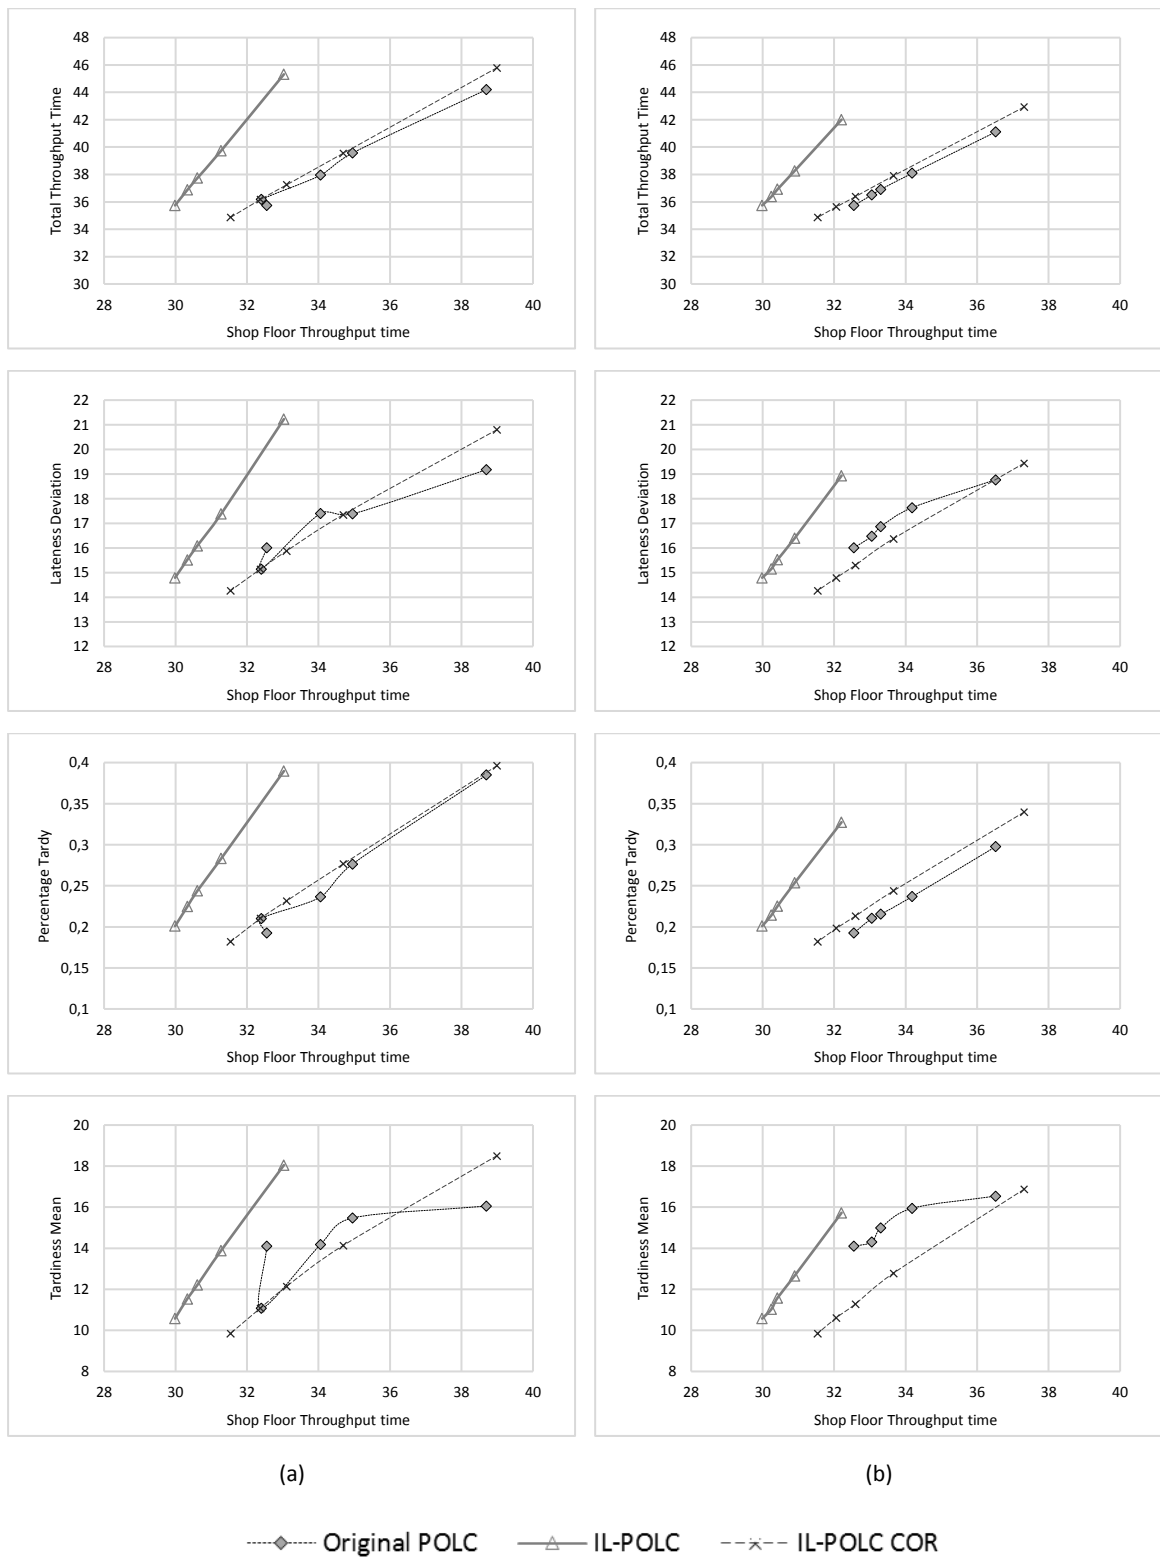 48
46
44
42
40
38
36
34
32
30
Total Throughput Time
28 30 32 34 36 38 40
Shop Floor Throughput time
48
46
44
42
40
38
36
34
32
30
Total Throughput Time
28 30 32 34 36 38 40
Shop Floor Throughput time
22
21
20
19
18
17
16
15
14
13
12
Lateness Deviation
28 30 32 34 36 38 40
Shop Floor Throughput time
22
21
20
19
18
17
16
15
14
13
12
Lateness Deviation
28 30 32 34 36 38 40
Shop Floor Throughput time
0,4
0,35
0,3
0,25
0,2
0,15
0,1
Percentage Tardy
28 30 32 34 36 38 40
Shop Floor Throughput time
0,4
0,35
0,3
0,25
0,2
0,15
0,1
Percentage Tardy
28 30 32 34 36 38 40
Shop Floor Throughput time
20
18
16
14
12
10
8
Tardiness Mean
28 30 32 34 36 38 40
Shop Floor Throughput time
20
18
16
14
12
10
8
Tardiness Mean
28 30 32 34 36 38 40
Shop Floor Throughput time
(a) (b)
Original POLC IL-POLC IL-POLC COR